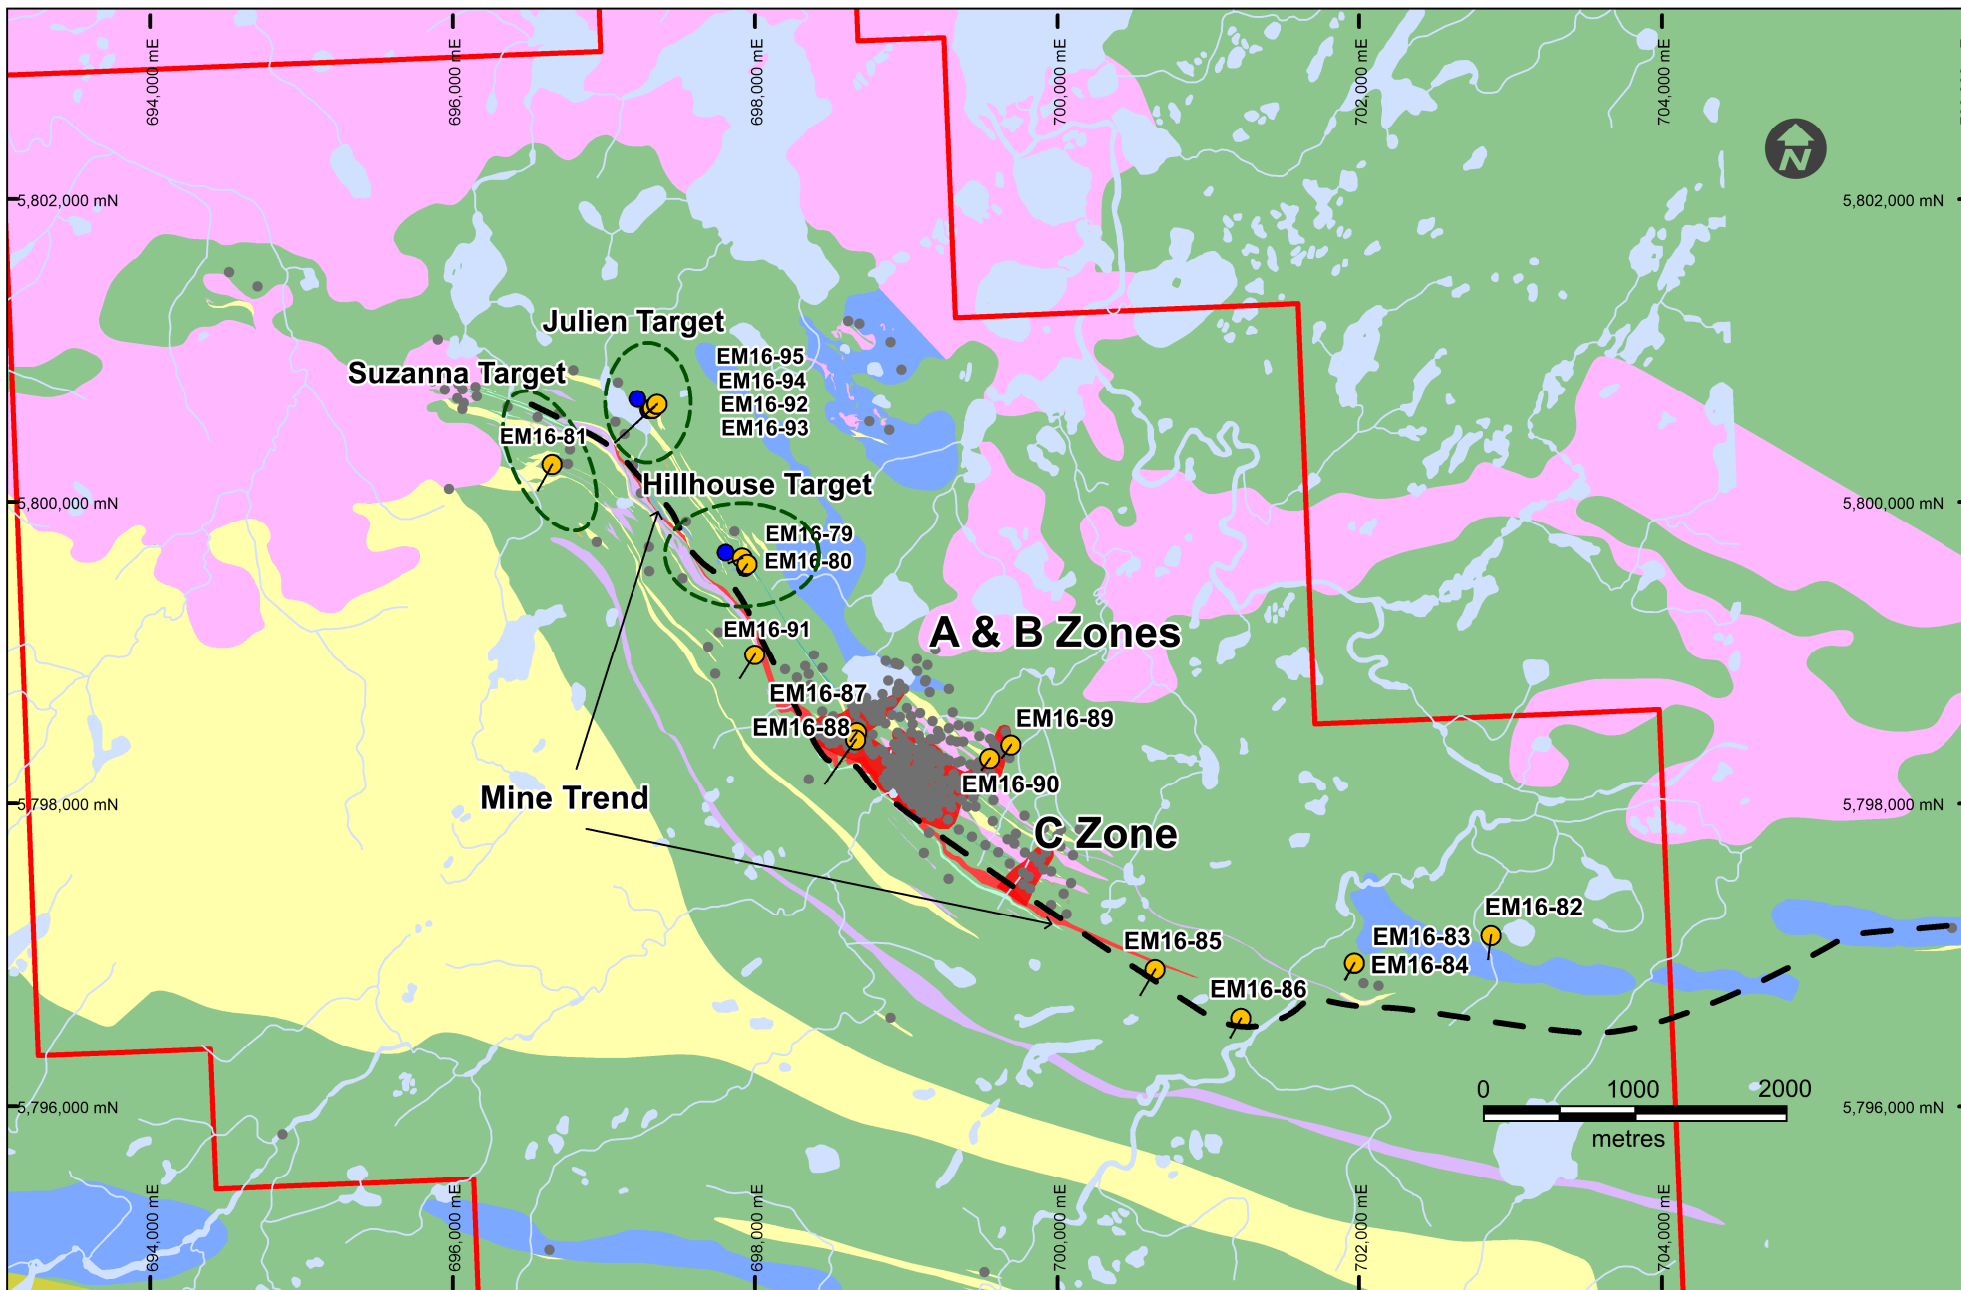 694,000 mE
696,000 mE
698,000 mE
700,000 mE
702,000 mE
704,000 mE
N
5,802,000 mN
5,802,000 mN
Julien Target
EM16-95
EM16-94
EM16-92
EM16-93
Suzanna Target
EM16-81
Hillhouse Target
5,800,000 mN
5,800,000 mN
EM16-79
EM16-80
EM16-91
A & B Zones
EM16-87
EM16-88
EM16-89
EM16-90
Mine Trend
5,798,000 mN
5,798,000 mN
C Zone
EM16-82
EM16-83
EM16-84
EM16-85
EM16-86
0 1000 2000
metres
5,796,000 mN
5,796,000 mN
694,000 mE
696,000 mE
698,000 mE
700,000 mE
702,000 mE
704,000 mE